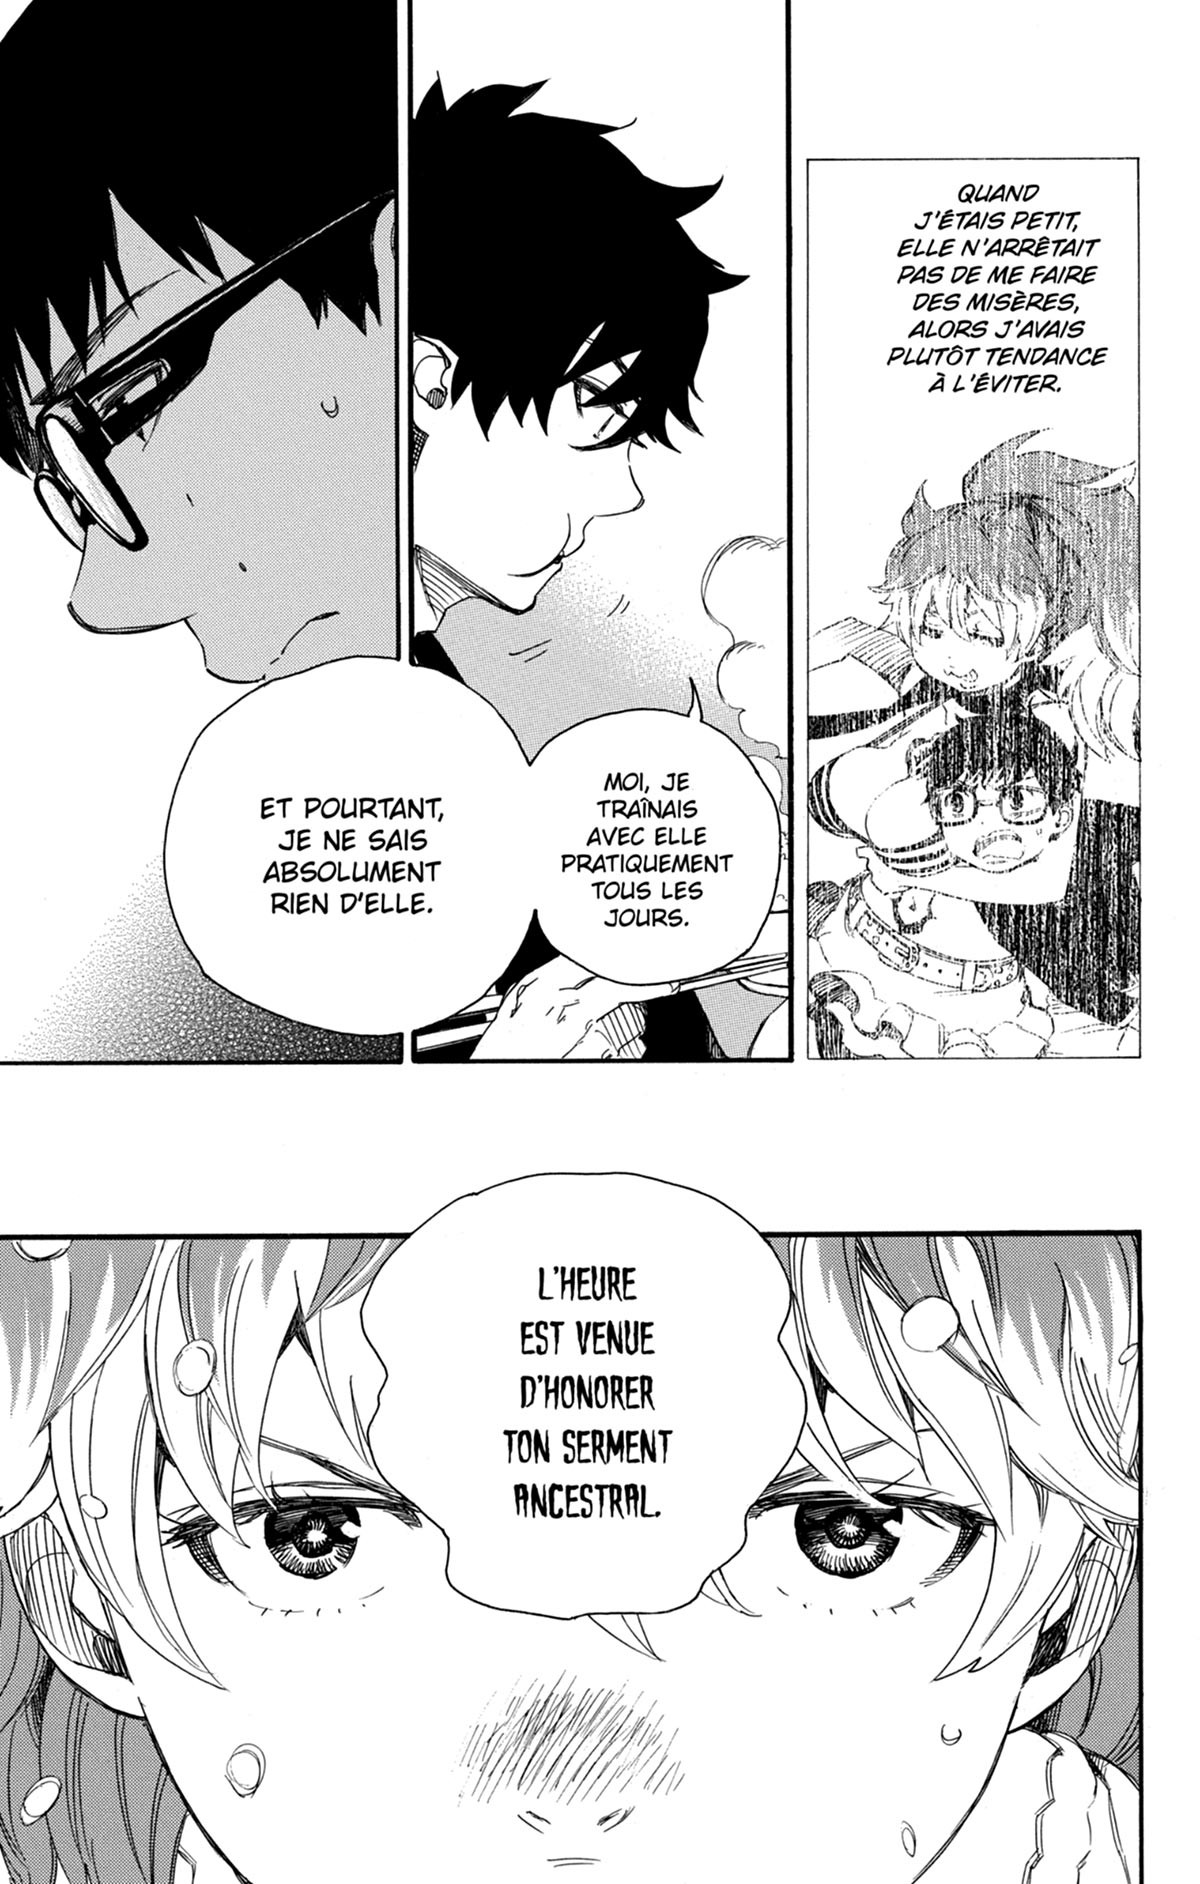 QUAND
J'ÉTAIS PETIT,
ELLE N'ARRÊTAIT
PAS DE ME FAIRE
DES MISÈRES,
ALORS J'AVAIS
PLUTÔT TENDANCE
À L'ÉVITER.
MOI, JE
TRAÎNAIS
AVEC ELLE
PRATIQUEMENT
TOUS LES
JOURS.
ET POURTANT,
JE NE SAIS
ABSOLUMENT
RIEN D'ELLE.
L'HEURE
EST VENUE
D'HONORER
TON SERMENT
ANCESTRAL.